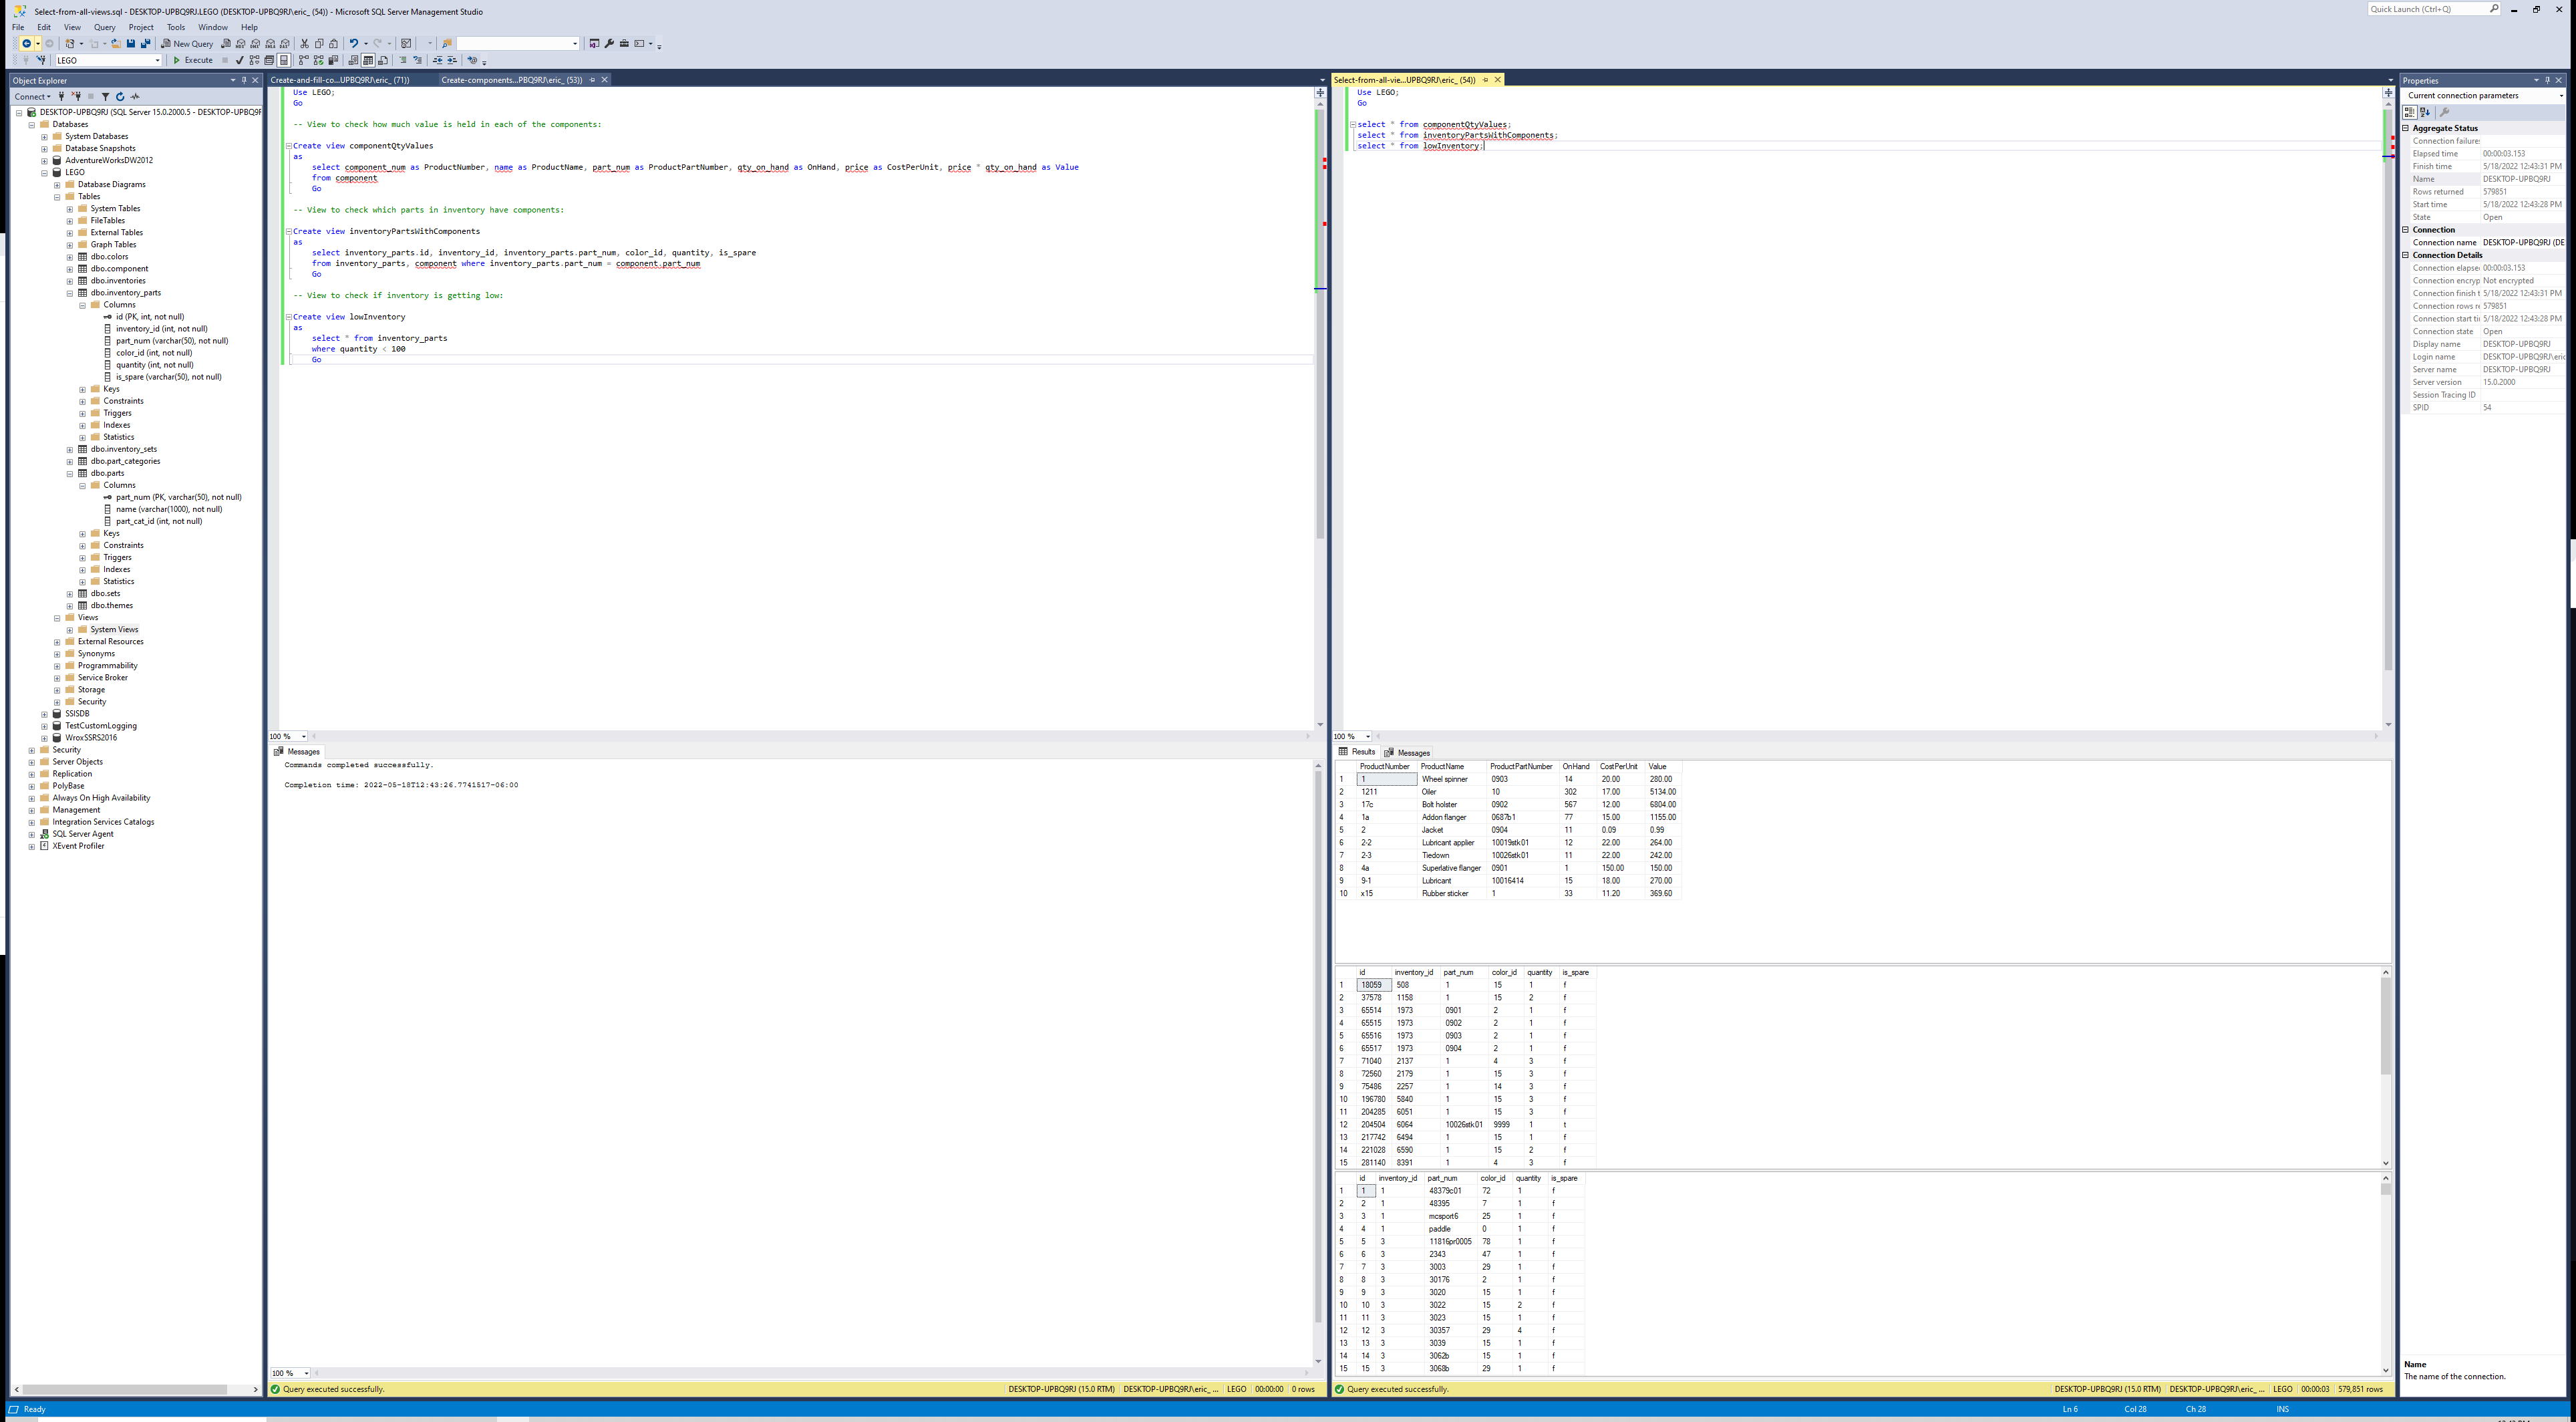 Select-from-all-views.sql - DESKTOP-UPBQ9RJ.LEGO (DESKTOP-UPBQ9RJ\eric_ (54)) - Microsoft SQL Server Management Studio
Quick Launch (Ctrl+Q)
File Edit View Query Project Tools Window Help
New Query
LEGO
Execute
Object Explorer
Connect
DESKTOP-UPBQ9RJ (SQL Server 15.0.2000.5 - DESKTOP-UPBQ9R
Databases
System Databases
Database Snapshots
AdventureWorksDW2012
LEGO
Database Diagrams
Tables
System Tables
FileTables
External Tables
Graph Tables
dbo.colors
dbo.component
dbo.inventories
dbo.inventory_parts
Columns
id (PK, int, not null)
inventory_id (int, not null)
part_num (varchar(50), not null)
color_id (int, not null)
quantity (int, not null)
is_spare (varchar(50), not null)
Keys
Constraints
Triggers
Indexes
Statistics
dbo.inventory_sets
dbo.part_categories
dbo.parts
Columns
part_num (PK, varchar(50), not null)
name (varchar(1000), not null)
part_cat_id (int, not null)
Keys
Constraints
Triggers
Indexes
Statistics
dbo.sets
dbo.themes
Views
System Views
External Resources
Synonyms
Programmability
Service Broker
Storage
Security
SSISDB
TestCustomLogging
WroxSSRS2016
Security
Server Objects
Replication
PolyBase
Always On High Availability
Management
Integration Services Catalogs
SQL Server Agent
XEvent Profiler
Create-and-fill-co...UPBQ9RJ\eric_ (71))
Create-components...PBQ9RJ\eric_ (53))
Use LEGO;
Go
-- View to check how much value is held in each of the components:
Create view componentQtyValues
as
select component_num as ProductNumber, name as ProductName, part_num as ProductPartNumber, qty_on_hand as OnHand, price as CostPerUnit, price * qty_on_hand as Value
from component
Go
-- View to check which parts in inventory have components:
Create view inventoryPartsWithComponents
as
select inventory_parts.id, inventory_id, inventory_parts.part_num, color_id, quantity, is_spare
from inventory_parts, component where inventory_parts.part_num = component.part_num
Go
-- View to check if inventory is getting low:
Create view lowInventory
as
select * from inventory_parts
where quantity < 100
Go
100 %
Messages
Commands completed successfully.
Completion time: 2022-05-18T12:43:26.7741517-06:00
100 %
Query executed successfully.
DESKTOP-UPBQ9RJ (15.0 RTM) DESKTOP-UPBQ9RJ\eric_ ... LEGO 00:00:00 0 rows
Select-from-all-vie...UPBQ9RJ\eric_ (54))
Use LEGO;
Go
select * from componentQtyValues;
select * from inventoryPartsWithComponents;
select * from lowInventory;
100 %
Results Messages
ProductNumber ProductName ProductPartNumber OnHand CostPerUnit Value
1 1 Wheel spinner 0903 14 20.00 280.00
2 1211 Oiler 10 302 17.00 5134.00
3 17c Bolt holster 0902 567 12.00 6804.00
4 1a Addon flanger 0687b1 77 15.00 1155.00
5 2 Jacket 0904 11 0.09 0.99
6 2-2 Lubricant applier 10019stk01 12 22.00 264.00
7 2-3 Tiedown 10026stk01 11 22.00 242.00
8 4a Superlative flanger 0901 1 150.00 150.00
9 9-1 Lubricant 10016414 15 18.00 270.00
10 x15 Rubber sticker 1 33 11.20 369.60
id inventory_id part_num color_id quantity is_spare
1 18059 508 1 15 1 f
2 37578 1158 1 15 2 f
3 65514 1973 0901 2 1 f
4 65515 1973 0902 2 1 f
5 65516 1973 0903 2 1 f
6 65517 1973 0904 2 1 f
7 71040 2137 1 4 3 f
8 72560 2179 1 15 3 f
9 75486 2257 1 14 3 f
10 196780 5840 1 15 3 f
11 204285 6051 1 15 3 f
12 204504 6064 10026stk01 9999 1 t
13 217742 6494 1 15 1 f
14 221028 6590 1 15 2 f
15 281140 8391 1 4 3 f
id inventory_id part_num color_id quantity is_spare
1 1 1 48379c01 72 1 f
2 2 1 48395 7 1 f
3 3 1 mcsport6 25 1 f
4 4 1 paddle 0 1 f
5 5 3 11816pr0005 78 1 f
6 6 3 2343 47 1 f
7 7 3 3003 29 1 f
8 8 3 30176 2 1 f
9 9 3 3020 15 1 f
10 10 3 3022 15 2 f
11 11 3 3023 15 1 f
12 12 3 30357 29 4 f
13 13 3 3039 15 1 f
14 14 3 3062b 15 1 f
15 15 3 3068b 29 1 f
Query executed successfully.
DESKTOP-UPBQ9RJ (15.0 RTM) DESKTOP-UPBQ9RJ\eric_ ... LEGO 00:00:03 579,851 rows
Properties
Current connection parameters
Aggregate Status
Connection failures
Elapsed time 00:00:03.153
Finish time 5/18/2022 12:43:31 PM
Name DESKTOP-UPBQ9RJ
Rows returned 579851
Start time 5/18/2022 12:43:28 PM
State Open
Connection
Connection name DESKTOP-UPBQ9RJ (DE
Connection Details
Connection elapse 00:00:03.153
Connection encryp Not encrypted
Connection finish t 5/18/2022 12:43:31 PM
Connection rows r 579851
Connection start ti 5/18/2022 12:43:28 PM
Connection state Open
Display name DESKTOP-UPBQ9RJ
Login name DESKTOP-UPBQ9RJ\eric
Server name DESKTOP-UPBQ9RJ
Server version 15.0.2000
Session Tracing ID
SPID 54
Name
The name of the connection.
Ready
Ln 6 Col 28 Ch 28 INS